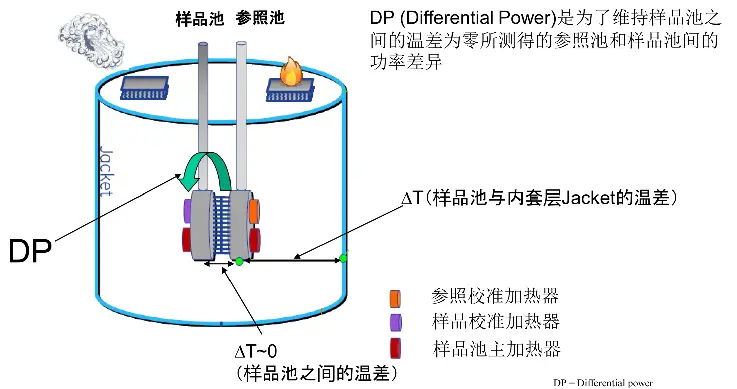 样品池 参照池
DP (Differential Power)是为了维持样品池之
间的温差为零所测得的参照池和样品池间的
功率差异
Jacket
ΔT(样品池与内套层Jacket的温差)
DP
参照校准加热器
样品校准加热器
样品池主加热器
ΔT~0
(样品池之间的温差)
DP – Differential power